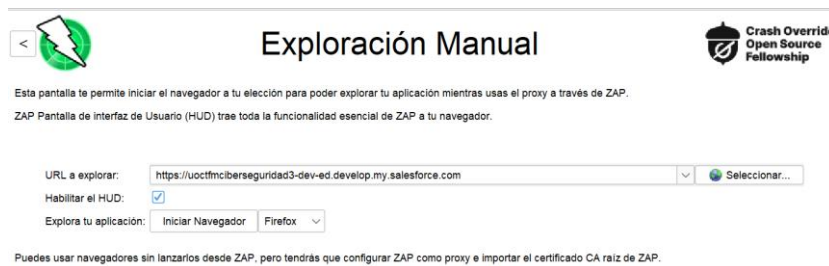 <
Exploración Manual
Crash Override
Open Source
Fellowship
Esta pantalla te permite iniciar el navegador a tu elección para poder explorar tu aplicación mientras usas el proxy a través de ZAP.
ZAP Pantalla de interfaz de Usuario (HUD) trae toda la funcionalidad esencial de ZAP a tu navegador.
URL a explorar: https://uoctfmciberseguridad3-dev-ed.develop.my.salesforce.com Seleccionar...
Habilitar el HUD:
Explora tu aplicación: Iniciar Navegador Firefox
Puedes usar navegadores sin lanzarlos desde ZAP, pero tendrás que configurar ZAP como proxy e importar el certificado CA raíz de ZAP.